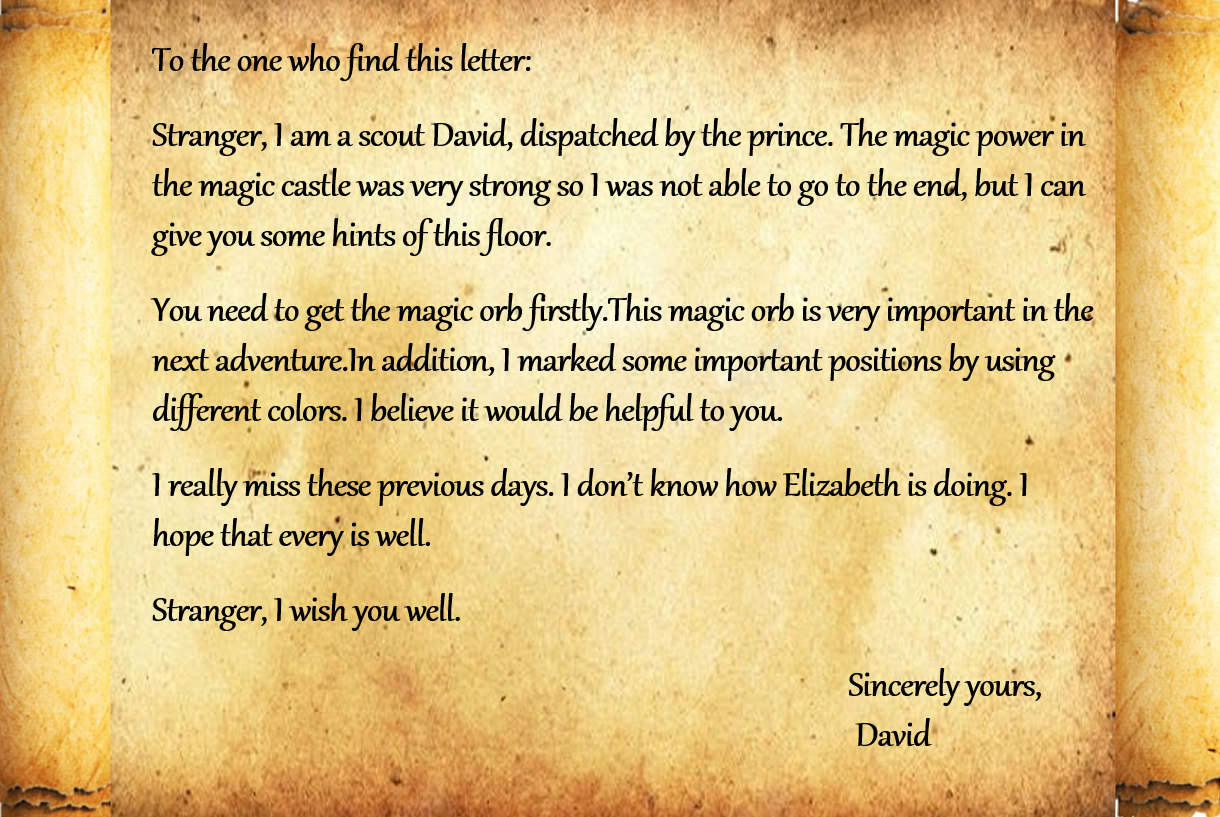 To the one who find this letter:
Stranger, I am a scout David, dispatched by the prince. The magic power in
the magic castle was very strong so I was not able to go to the end, but I can
give you some hints of this floor.
You need to get the magic orb firstly.This magic orb is very important in the
next adventure.In addition, I marked some important positions by using
different colors. I believe it would be helpful to you.
I really miss these previous days. I don’t know how Elizabeth is doing. I
hope that every is well.
Stranger, I wish you well.
Sincerely yours,
David